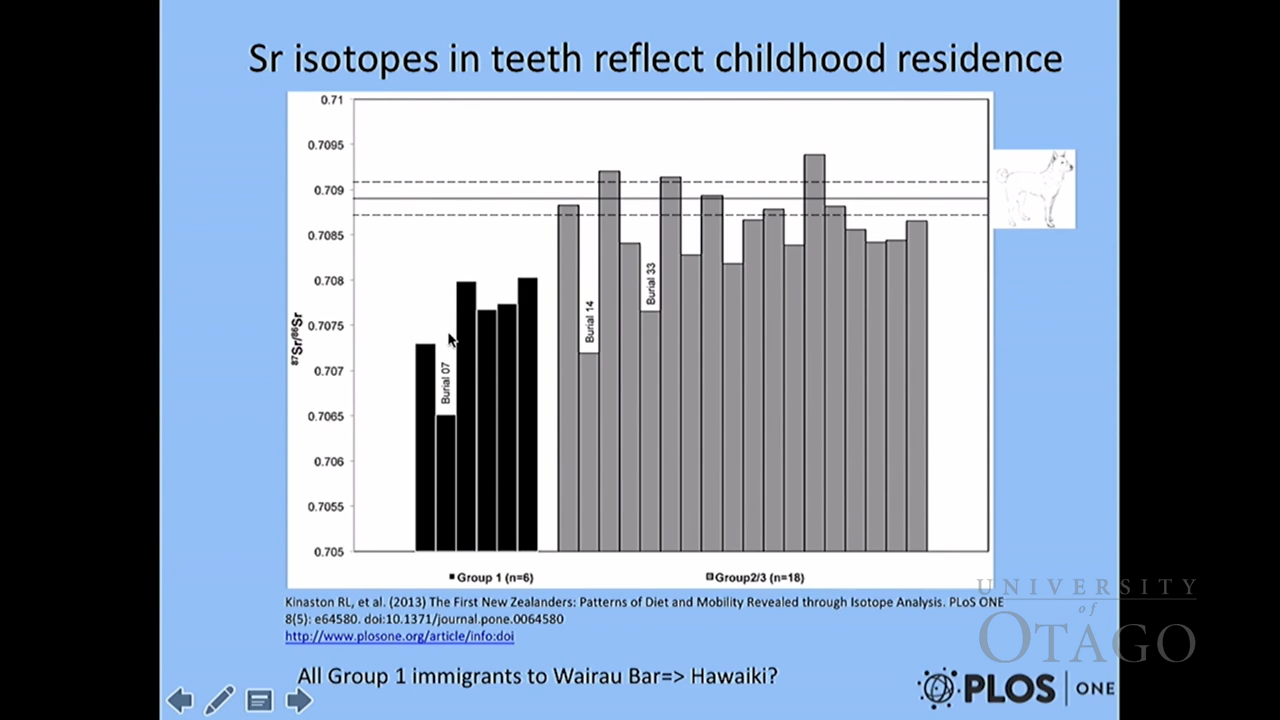 Sr isotopes in teeth reflect childhood residence
0.71
0.7095
0.709
0.7085
0.708
0.7075
0.707
0.7065
0.706
0.7055
0.705
87Sr/86Sr
Burial 07
Burial 14
Burial 33
Group 1 (n=6)
Group2/3 (n=18)
Kinaston RL, et al. (2013) The First New Zealanders: Patterns of Diet and Mobility Revealed through Isotope Analysis. PLoS ONE
8(5): e64580. doi:10.1371/journal.pone.0064580
http://www.plosone.org/article/info:doi
UNIVERSITY
of
OTAGO
All Group 1 immigrants to Wairau Bar=> Hawaiki?
PLOS ONE